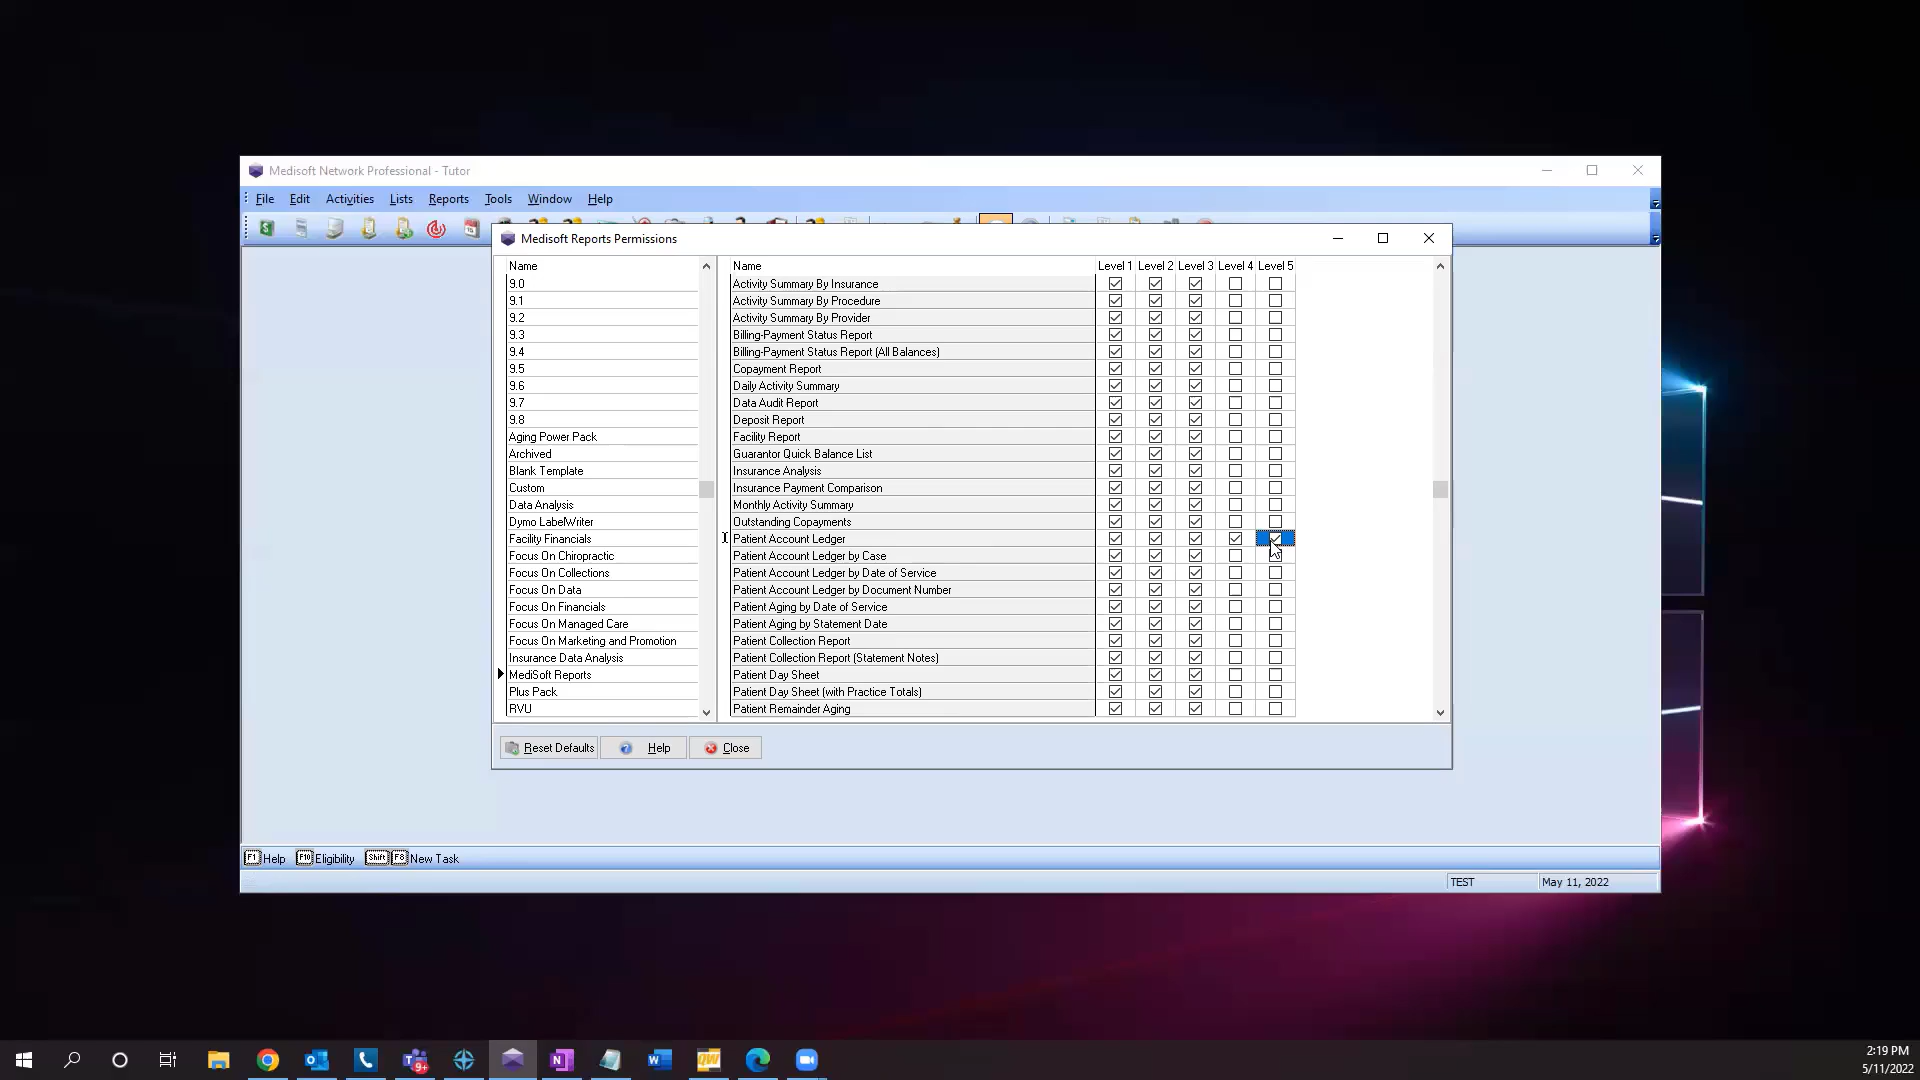 Medisoft Network Professional - Tutor
File Edit Activities Lists Reports Tools Window Help
Medisoft Reports Permissions
Name
9.0
9.1
9.2
9.3
9.4
9.5
9.6
9.7
9.8
Aging Power Pack
Archived
Blank Template
Custom
Data Analysis
Dymo LabelWriter
Facility Financials
Focus On Chiropractic
Focus On Collections
Focus On Data
Focus On Financials
Focus On Managed Care
Focus On Marketing and Promotion
Insurance Data Analysis
MediSoft Reports
Plus Pack
RVU
Name Level 1 Level 2 Level 3 Level 4 Level 5
Activity Summary By Insurance
Activity Summary By Procedure
Activity Summary By Provider
Billing-Payment Status Report
Billing-Payment Status Report (All Balances)
Copayment Report
Daily Activity Summary
Data Audit Report
Deposit Report
Facility Report
Guarantor Quick Balance List
Insurance Analysis
Insurance Payment Comparison
Monthly Activity Summary
Outstanding Copayments
Patient Account Ledger
Patient Account Ledger by Case
Patient Account Ledger by Date of Service
Patient Account Ledger by Document Number
Patient Aging by Date of Service
Patient Aging by Statement Date
Patient Collection Report
Patient Collection Report (Statement Notes)
Patient Day Sheet
Patient Day Sheet (with Practice Totals)
Patient Remainder Aging
Reset Defaults Help Close
F1 Help F10 Eligibility Shift F8 New Task
TEST May 11, 2022
9+
2:19 PM
5/11/2022